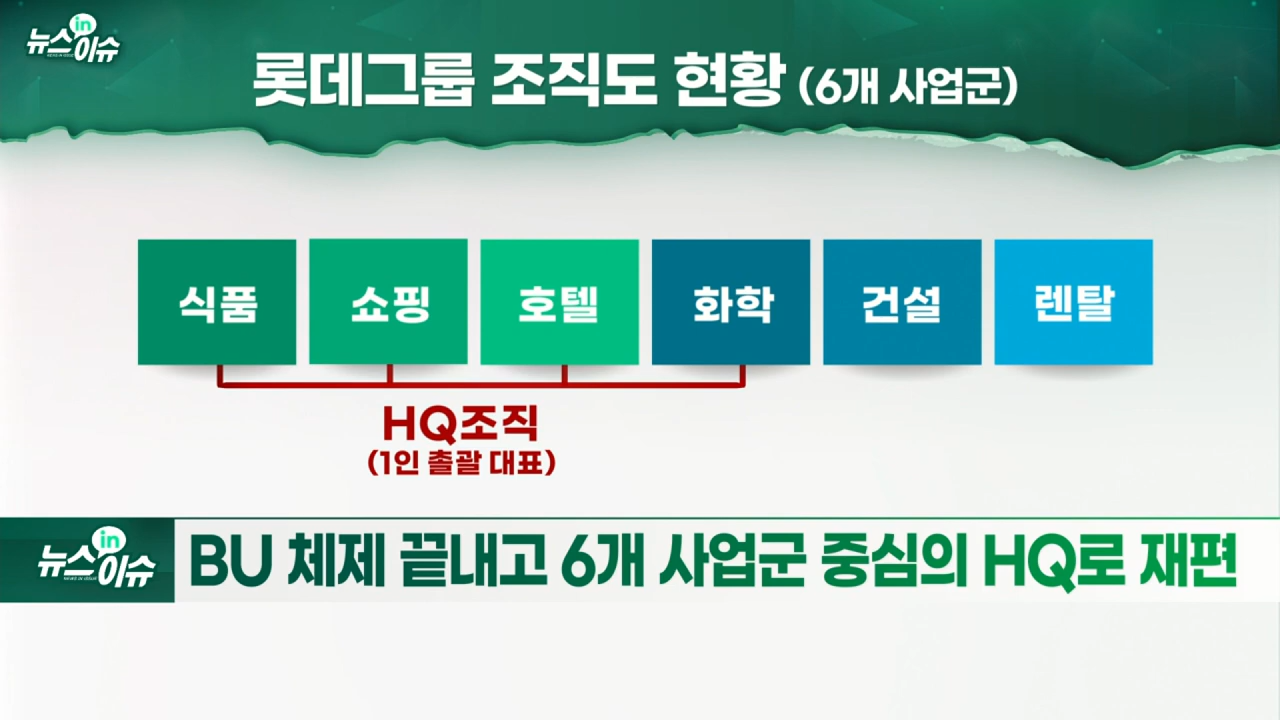 뉴스in이슈
롯데그룹 조직도 현황 (6개 사업군)
식품
쇼핑
호텔
화학
건설
렌탈
HQ조직
(1인 총괄 대표)
뉴스in이슈
BU 체제 끝내고 6개 사업군 중심의 HQ로 재편